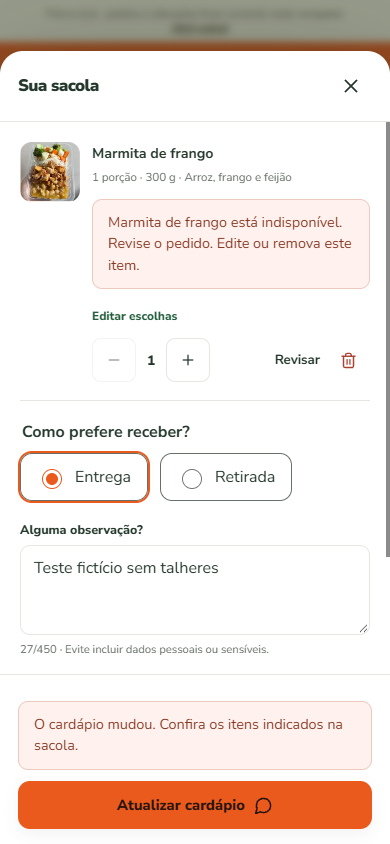 Sua sacola
Marmita de frango
1 porção · 300 g · Arroz, frango e feijão
Marmita de frango está indisponível.
Revise o pedido. Edite ou remova este
item.
Editar escolhas
1
Revisar
Como prefere receber?
Entrega
Retirada
Alguma observação?
Teste fictício sem talheres
27/450 · Evite incluir dados pessoais ou sensíveis.
O cardápio mudou. Confira os itens indicados na
sacola.
Atualizar cardápio